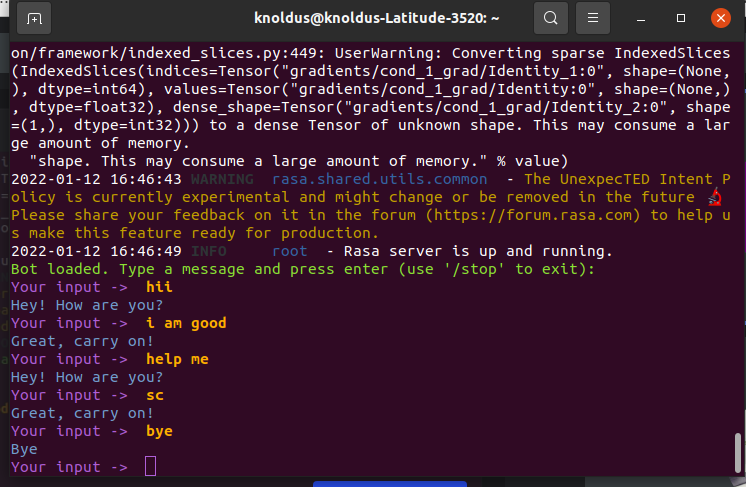 knoldus@knoldus-Latitude-3520: ~
on/framework/indexed_slices.py:449: UserWarning: Converting sparse IndexedSlices
(IndexedSlices(indices=Tensor("gradients/cond_1_grad/Identity_1:0", shape=(None,
), dtype=int64), values=Tensor("gradients/cond_1_grad/Identity:0", shape=(None,)
, dtype=float32), dense_shape=Tensor("gradients/cond_1_grad/Identity_2:0", shape
=(1,), dtype=int32))) to a dense Tensor of unknown shape. This may consume a lar
ge amount of memory.
  "shape. This may consume a large amount of memory." % value)
2022-01-12 16:46:43 WARNING  rasa.shared.utils.common  - The UnexpecTED Intent P
olicy is currently experimental and might change or be removed in the future 🔬
Please share your feedback on it in the forum (https://forum.rasa.com) to help u
s make this feature ready for production.
2022-01-12 16:46:49 INFO     root  - Rasa server is up and running.
Bot loaded. Type a message and press enter (use '/stop' to exit):
Your input ->  hii
Hey! How are you?
Your input ->  i am good
Great, carry on!
Your input ->  help me
Hey! How are you?
Your input ->  sc
Great, carry on!
Your input ->  bye
Bye
Your input ->